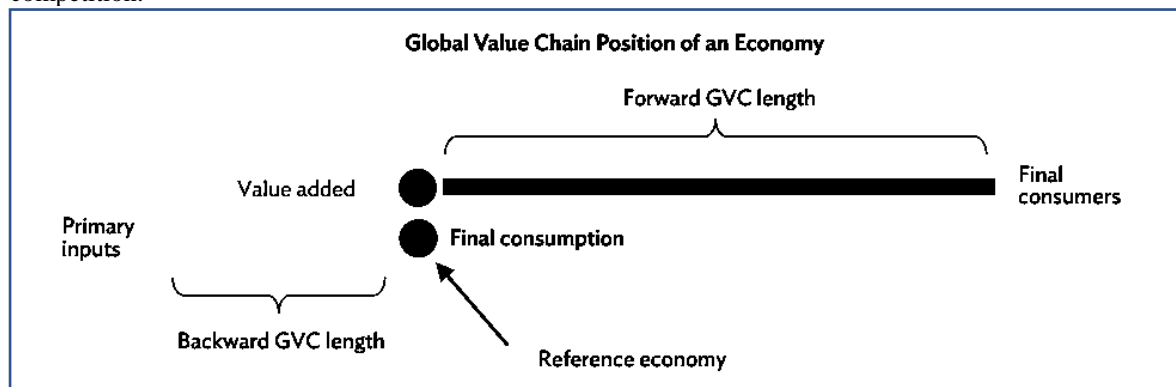 competition.
Global Value Chain Position of an Economy
Forward GVC length
Value added
Final
consumers
Primary
inputs
Final consumption
Backward GVC length
Reference economy